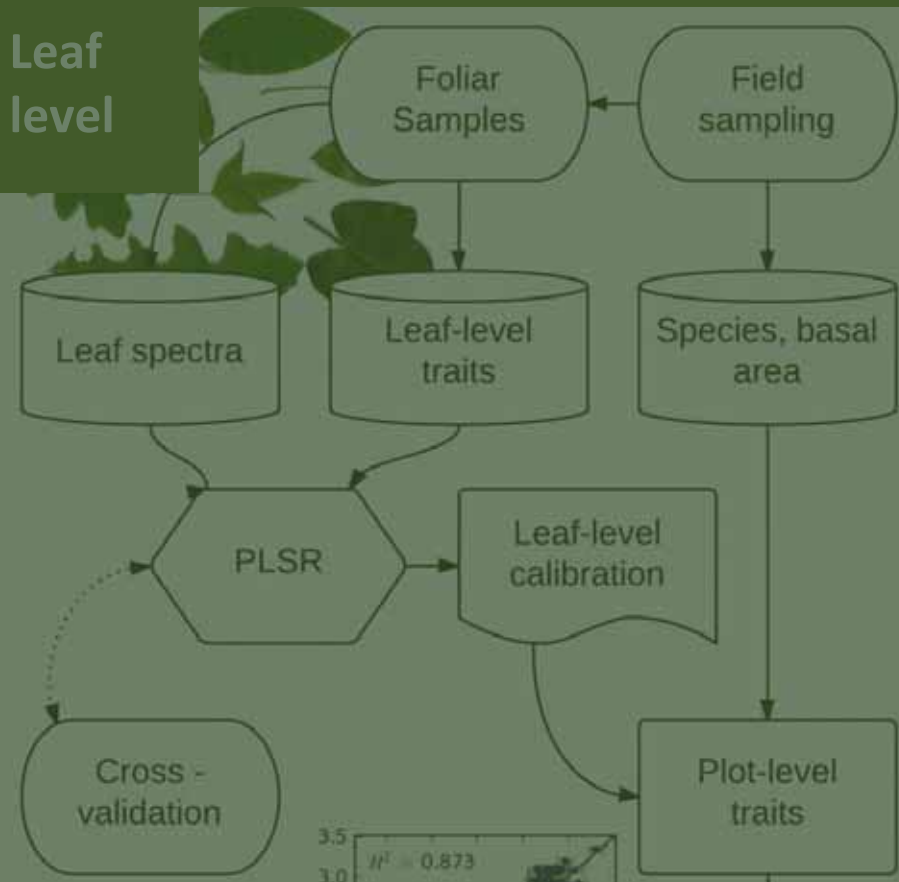 Leaf
level
Foliar
Samples
Field
sampling
Leaf spectra
Leaf-level
traits
Species, basal
area
PLSR
Leaf-level
calibration
Cross -
validation
Plot-level
traits
3.5
R² = 0.873
3.0